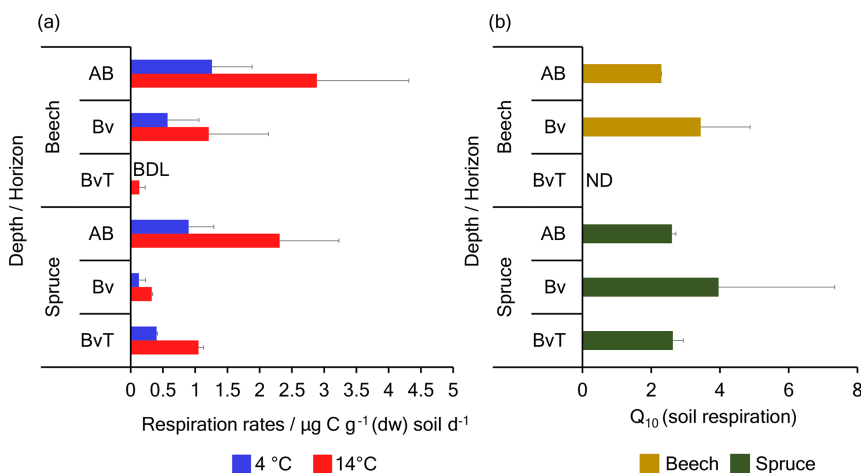 (a)
Depth / Horizon
Beech
AB
Bv
BvT
BDL
Spruce
AB
Bv
BvT
0 0.5 1 1.5 2 2.5 3 3.5 4 4.5 5
Respiration rates / µg C g⁻¹ (dw) soil d⁻¹
4 °C 14°C
(b)
Depth / Horizon
Beech
AB
Bv
BvT
ND
Spruce
AB
Bv
BvT
0 2 4 6 8
Q₁₀ (soil respiration)
Beech Spruce